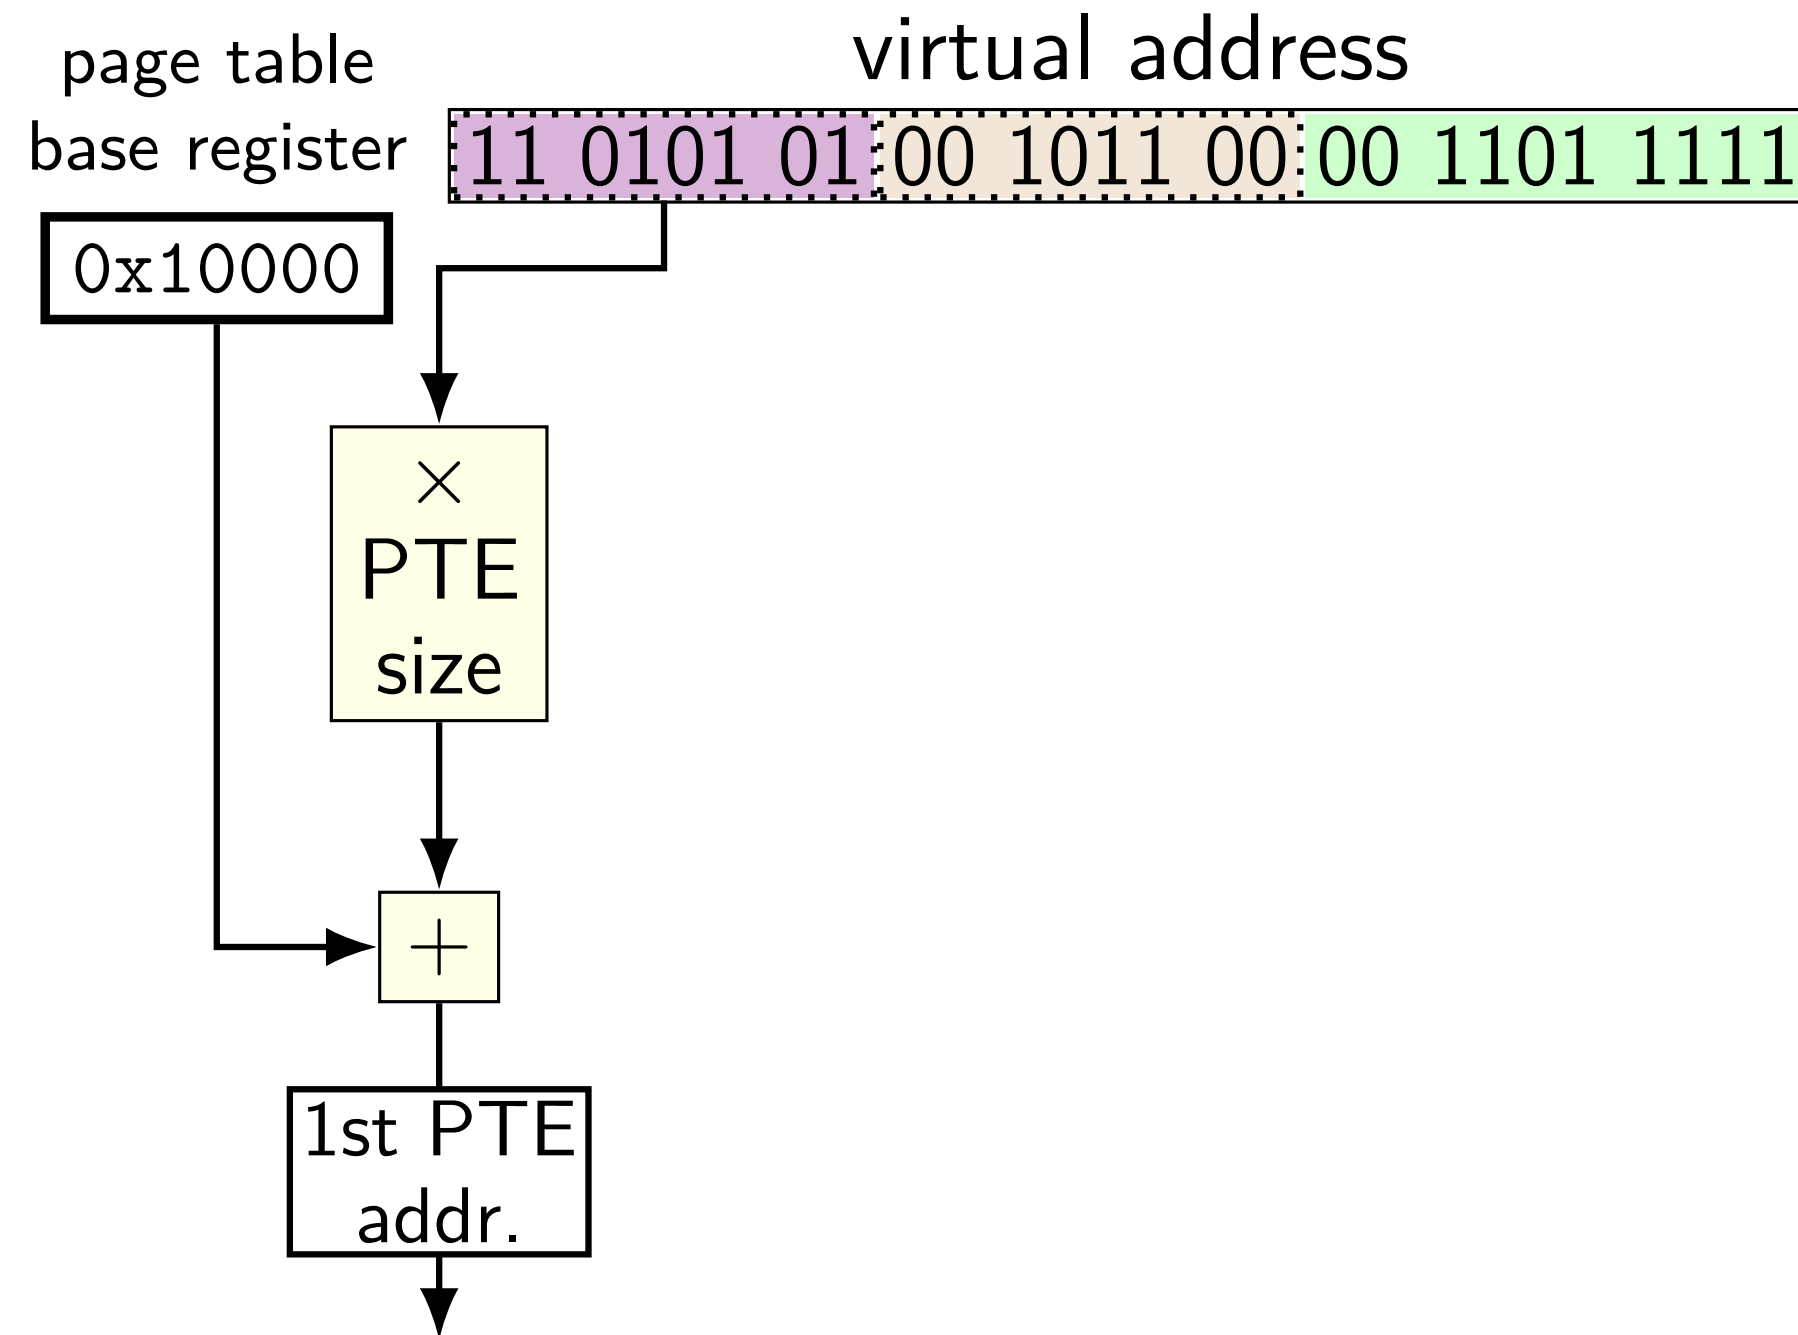 page table
base register
virtual address
11 0101 01 00 1011 00 00 1101 1111
0x10000
×
PTE
size
+
1st PTE
addr.